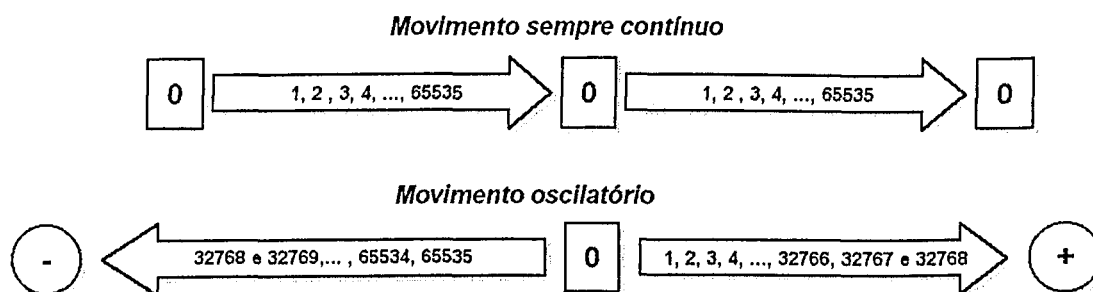 Movimento sempre contínuo
0 1, 2 , 3, 4, ..., 65535 0 1, 2 , 3, 4, ..., 65535 0
Movimento oscilatório
- 32768 e 32769,... , 65534, 65535 0 1, 2, 3, 4, ..., 32766, 32767 e 32768 +